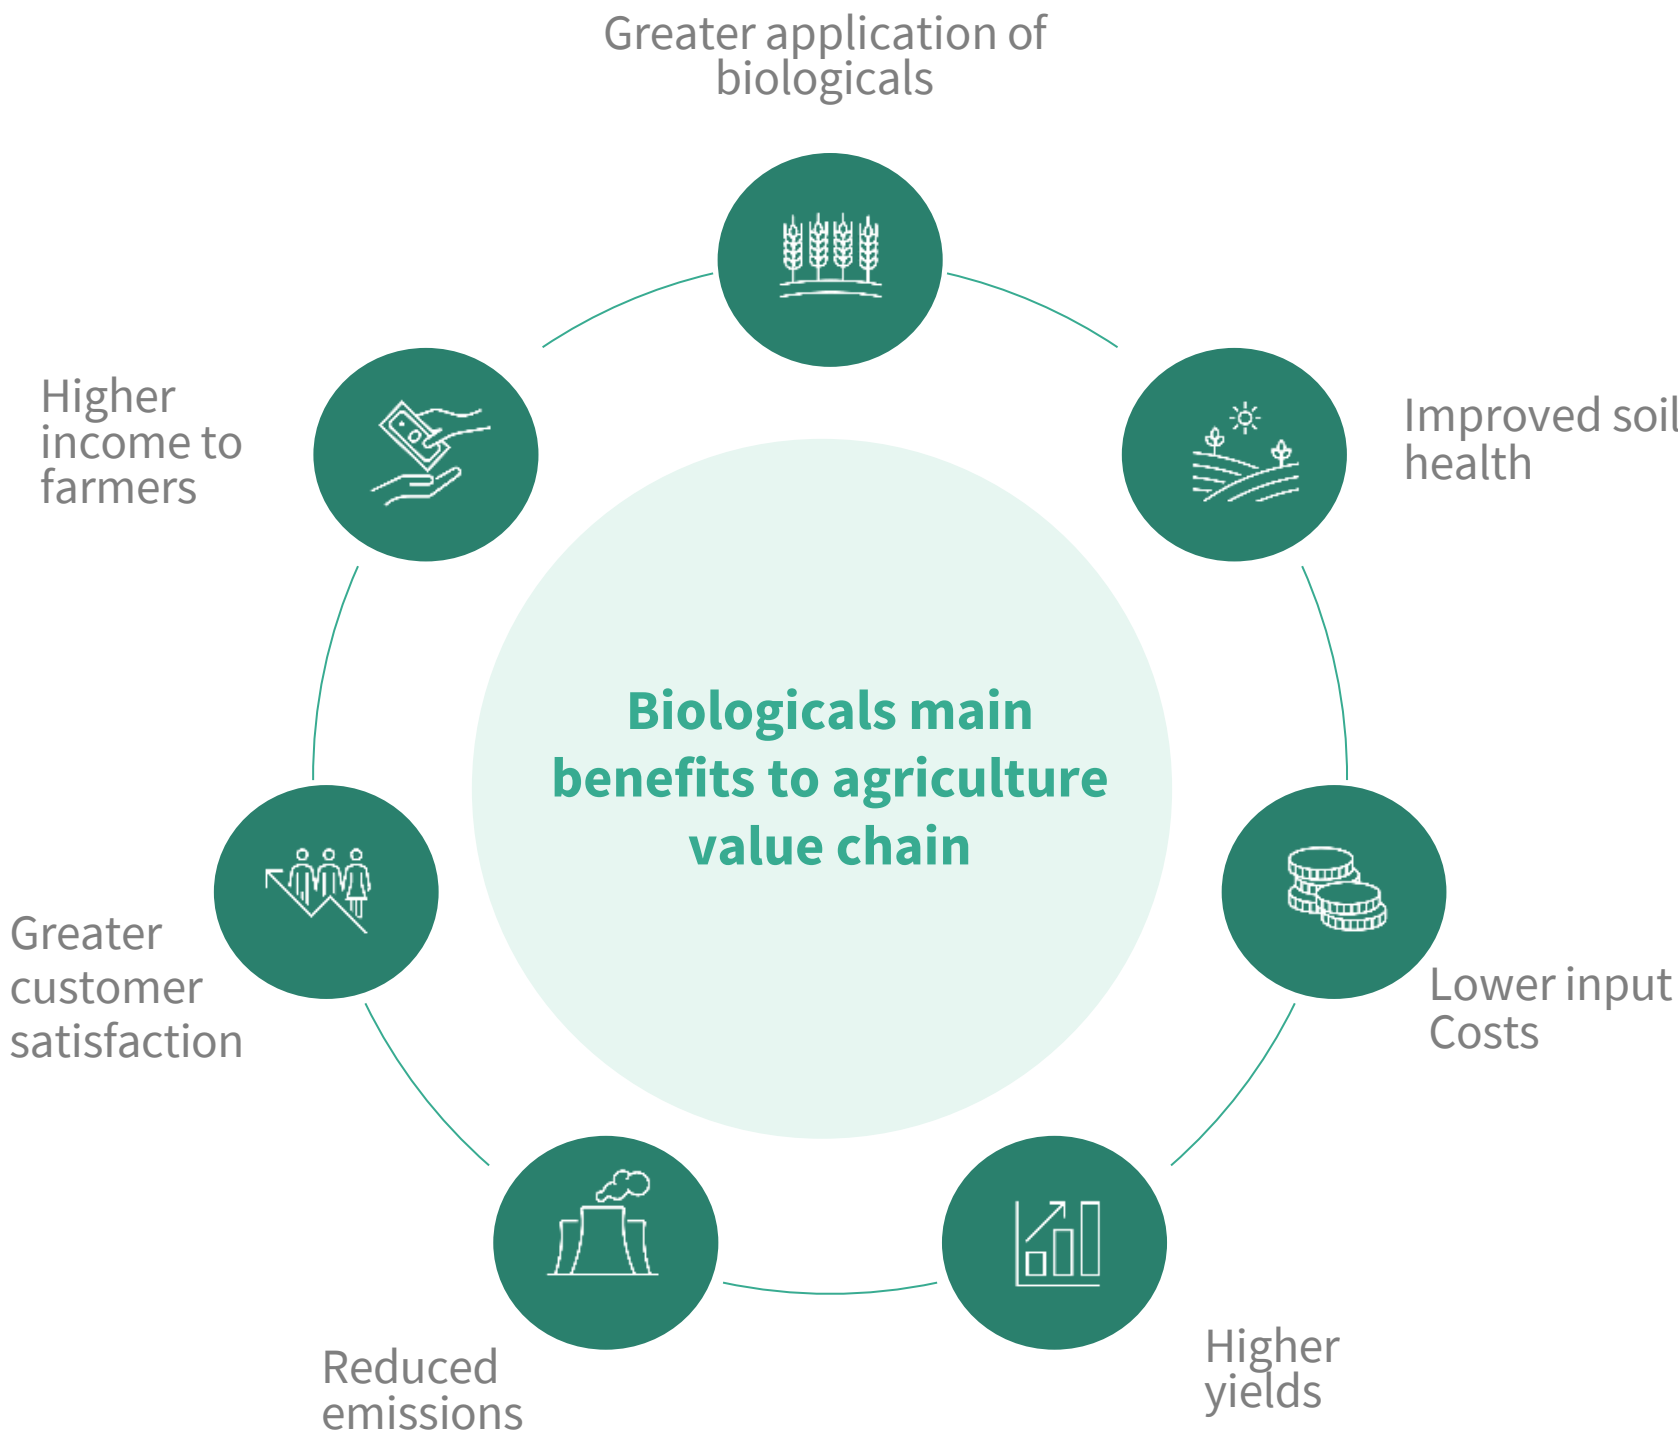 Greater application of
biologicals
Higher
income to
farmers
Improved soil
health
Biologicals main
benefits to agriculture
value chain
Greater
customer
satisfaction
Lower input
Costs
Reduced
emissions
Higher
yields